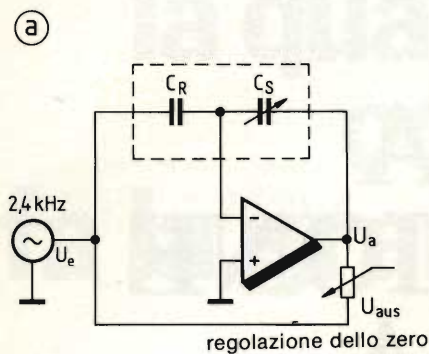 a
C_R C_S
2,4 kHz
U_e
−
+
U_a
U_aus
regolazione dello zero